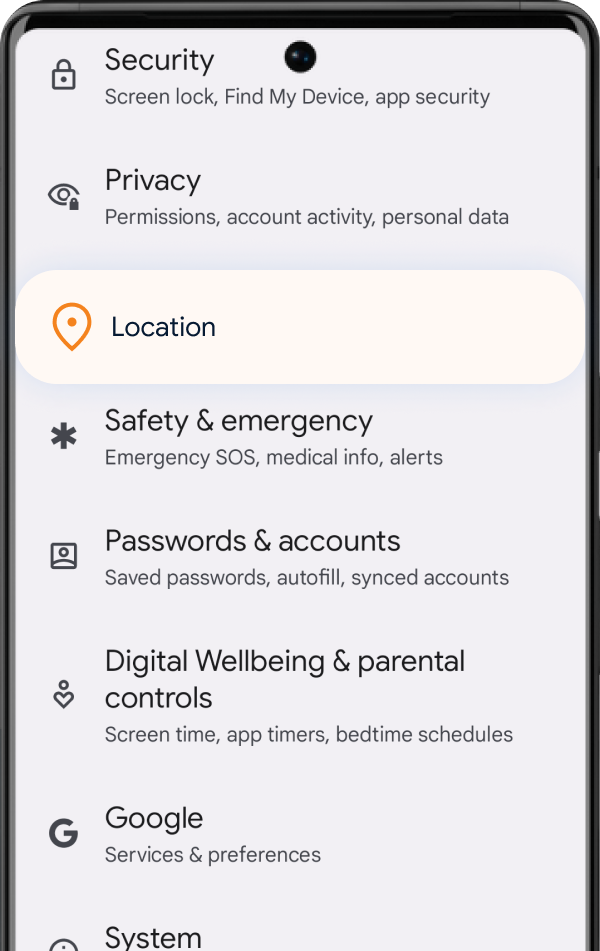 Security
Screen lock, Find My Device, app security
Privacy
Permissions, account activity, personal data
Location
Safety & emergency
Emergency SOS, medical info, alerts
Passwords & accounts
Saved passwords, autofill, synced accounts
Digital Wellbeing & parental
controls
Screen time, app timers, bedtime schedules
Google
Services & preferences
System